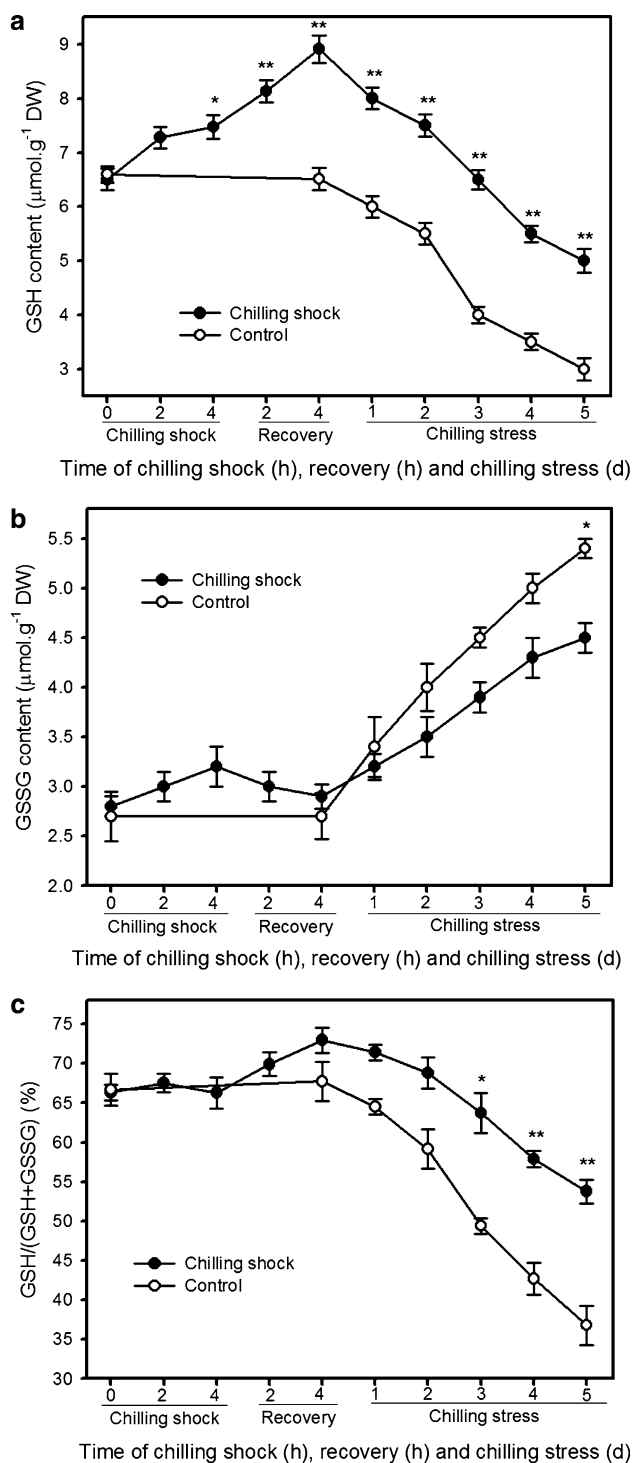 a
GSH content (μmol.g⁻¹ DW)
9
8
7
6
5
4
3
** 
** **
* **
**
**
**
Chilling shock
Control
0 2 4 2 4 1 2 3 4 5
Chilling shock Recovery Chilling stress
Time of chilling shock (h), recovery (h) and chilling stress (d)
b
GSSG content (μmol.g⁻¹ DW)
5.5
5.0
4.5
4.0
3.5
3.0
2.5
2.0
*
Chilling shock
Control
0 2 4 2 4 1 2 3 4 5
Chilling shock Recovery Chilling stress
Time of chilling shock (h), recovery (h) and chilling stress (d)
c
GSH/(GSH+GSSG) (%)
75
70
65
60
55
50
45
40
35
30
*
**
**
Chilling shock
Control
0 2 4 2 4 1 2 3 4 5
Chilling shock Recovery Chilling stress
Time of chilling shock (h), recovery (h) and chilling stress (d)